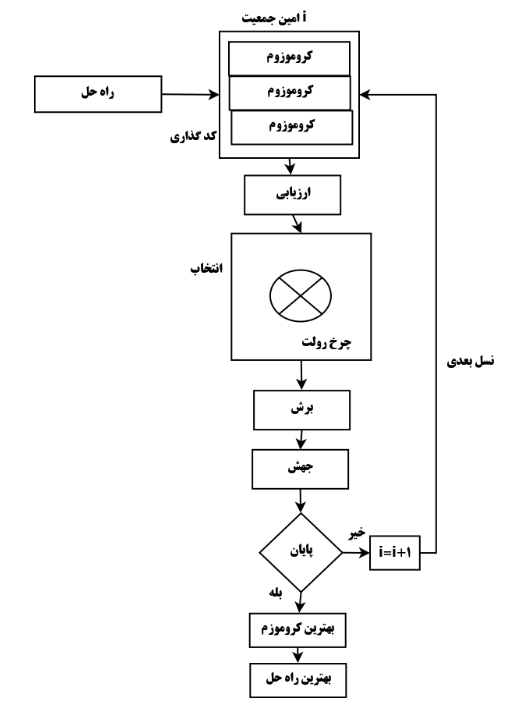 i امین جمعیت
کروموزوم
کروموزوم
کروموزوم
راه حل
کد گذاری
ارزیابی
انتخاب
چرخ رولت
نسل بعدی
برش
جهش
پایان
خیر
i=i+۱
بله
بهترین کروموزم
بهترین راه حل